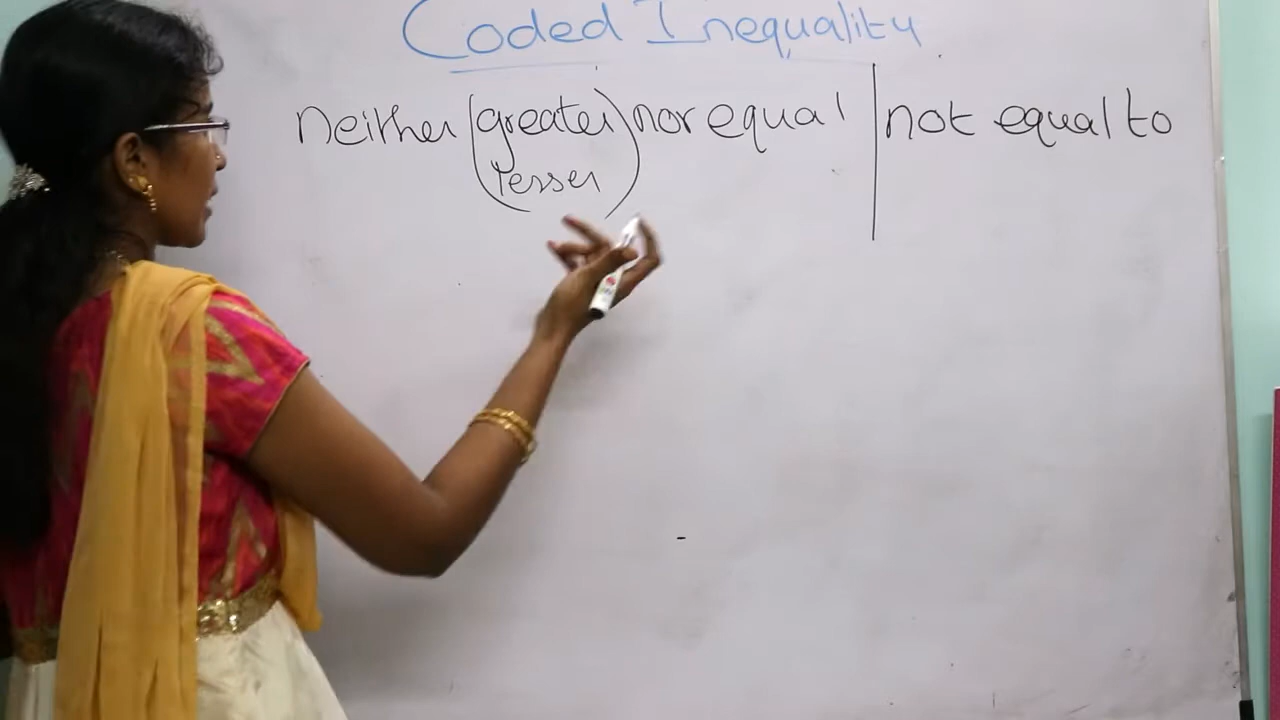 Coded Inequality
neither (greater) nor equal | not equal to
lesser